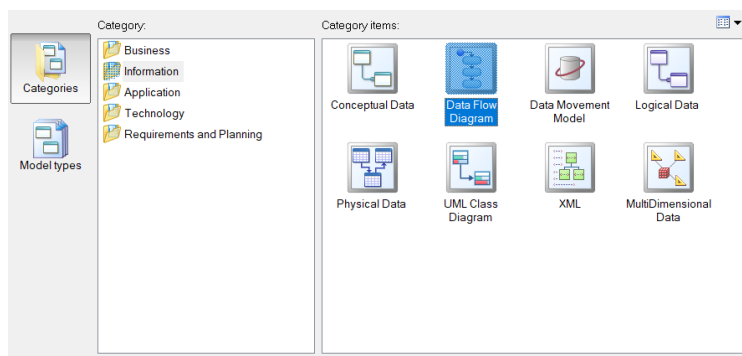 Category:
Category items:
Categories
Model types
Business
Information
Application
Technology
Requirements and Planning
Conceptual Data
Data Flow
Diagram
Data Movement
Model
Logical Data
Physical Data
UML Class
Diagram
XML
MultiDimensional
Data